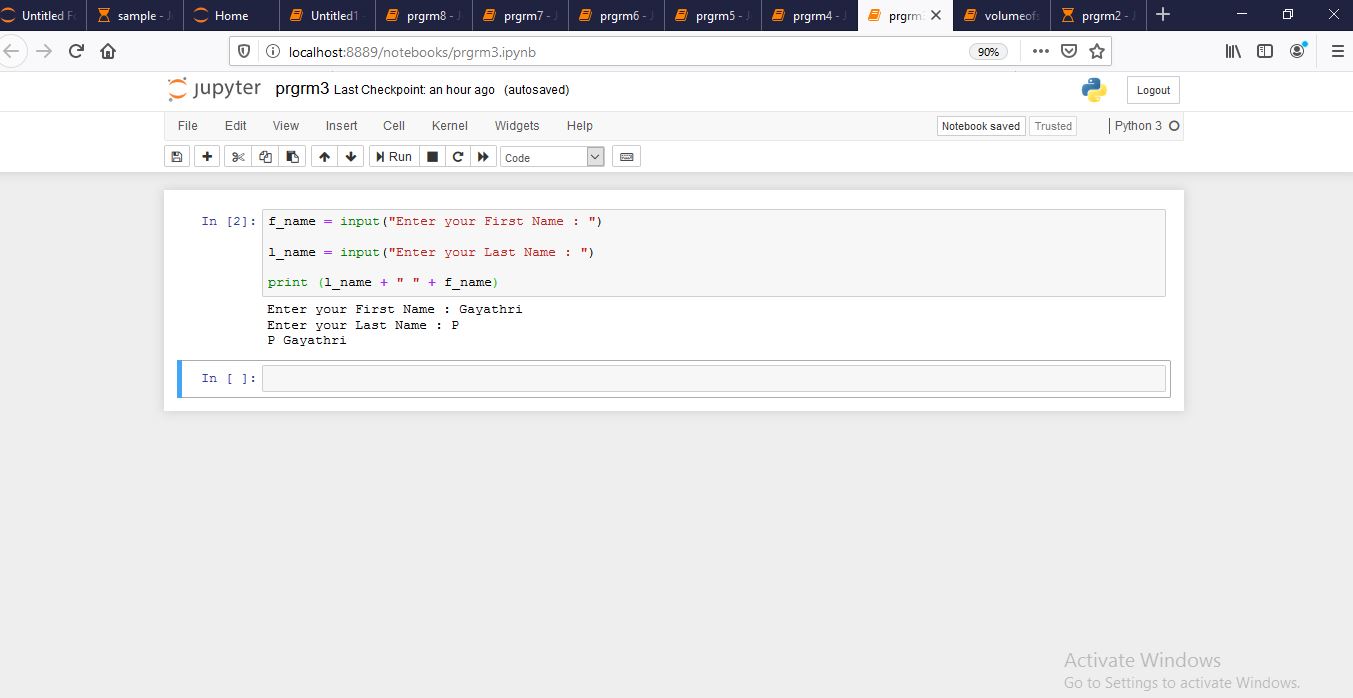 Untitled Fo sample - J Home Untitled1 - prgrm8 - J prgrm7 - J prgrm6 - J prgrm5 - J prgrm4 - J prgrm volumeofs prgrm2 - J
localhost:8889/notebooks/prgrm3.ipynb 90%
jupyter prgrm3 Last Checkpoint: an hour ago (autosaved) Logout
File Edit View Insert Cell Kernel Widgets Help Notebook saved Trusted Python 3
Run Code
In [2]: f_name = input("Enter your First Name : ")
l_name = input("Enter your Last Name : ")
print (l_name + " " + f_name)
Enter your First Name : Gayathri
Enter your Last Name : P
P Gayathri
In [ ]:
Activate Windows
Go to Settings to activate Windows.